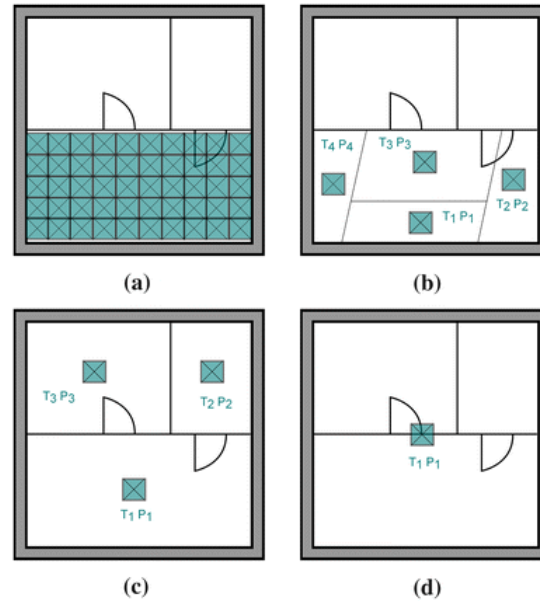 (a)
T₄ P₄
T₃ P₃
T₁ P₁
T₂ P₂
(b)
T₃ P₃
T₂ P₂
T₁ P₁
(c)
T₁ P₁
(d)